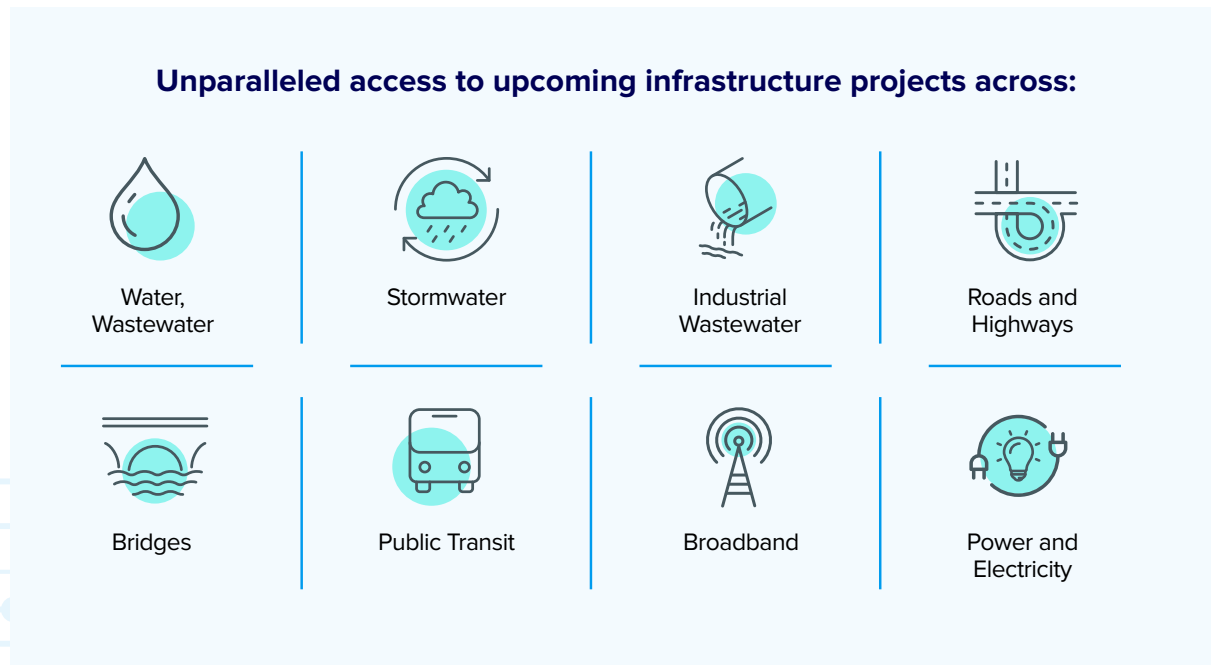 Unparalleled access to upcoming infrastructure projects across:
Water,
Wastewater
Stormwater
Industrial
Wastewater
Roads and
Highways
Bridges
Public Transit
Broadband
Power and
Electricity